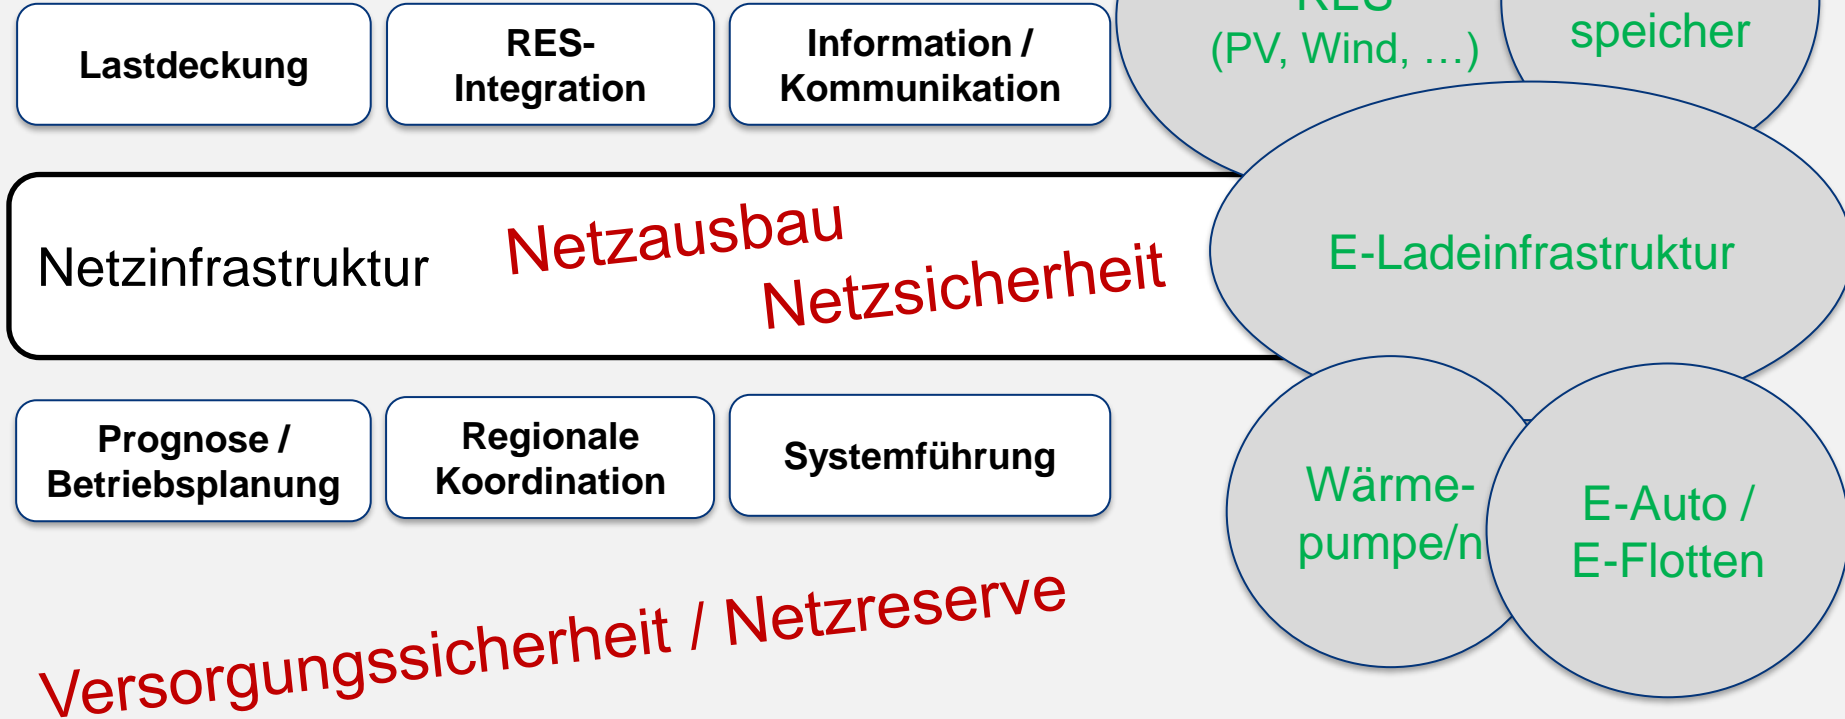 Lastdeckung
RES-
Integration
Information /
Kommunikation
RES
(PV, Wind, …)
speicher
Netzinfrastruktur
Netzausbau
Netzsicherheit
E-Ladeinfrastruktur
Prognose /
Betriebsplanung
Regionale
Koordination
Systemführung
Wärme-
pumpe/n
E-Auto /
E-Flotten
Versorgungssicherheit / Netzreserve